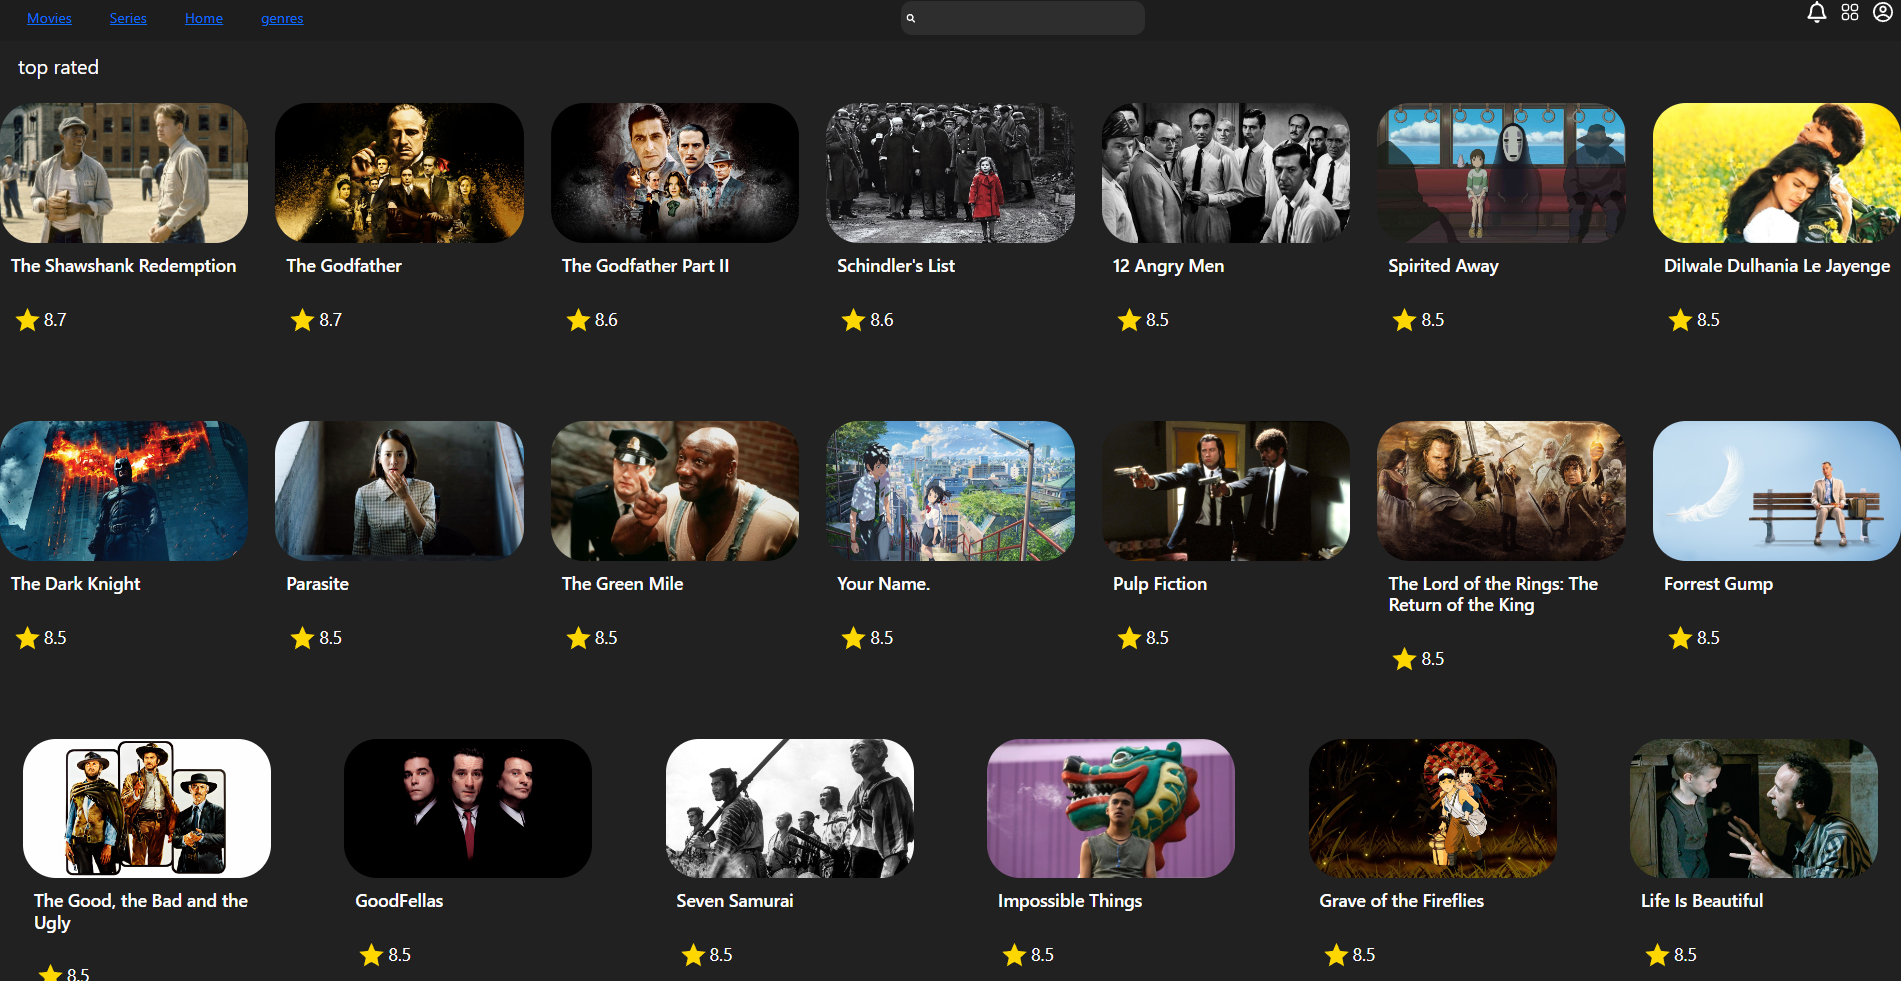 Movies Series Home genres
top rated
The Shawshank Redemption The Godfather The Godfather Part II Schindler's List 12 Angry Men Spirited Away Dilwale Dulhania Le Jayenge
8.7 8.7 8.6 8.6 8.5 8.5 8.5
The Dark Knight Parasite The Green Mile Your Name. Pulp Fiction The Lord of the Rings: The Forrest Gump
Return of the King
8.5 8.5 8.5 8.5 8.5 8.5
8.5
The Good, the Bad and the GoodFellas Seven Samurai Impossible Things Grave of the Fireflies Life Is Beautiful
Ugly
8.5 8.5 8.5 8.5 8.5
8.5